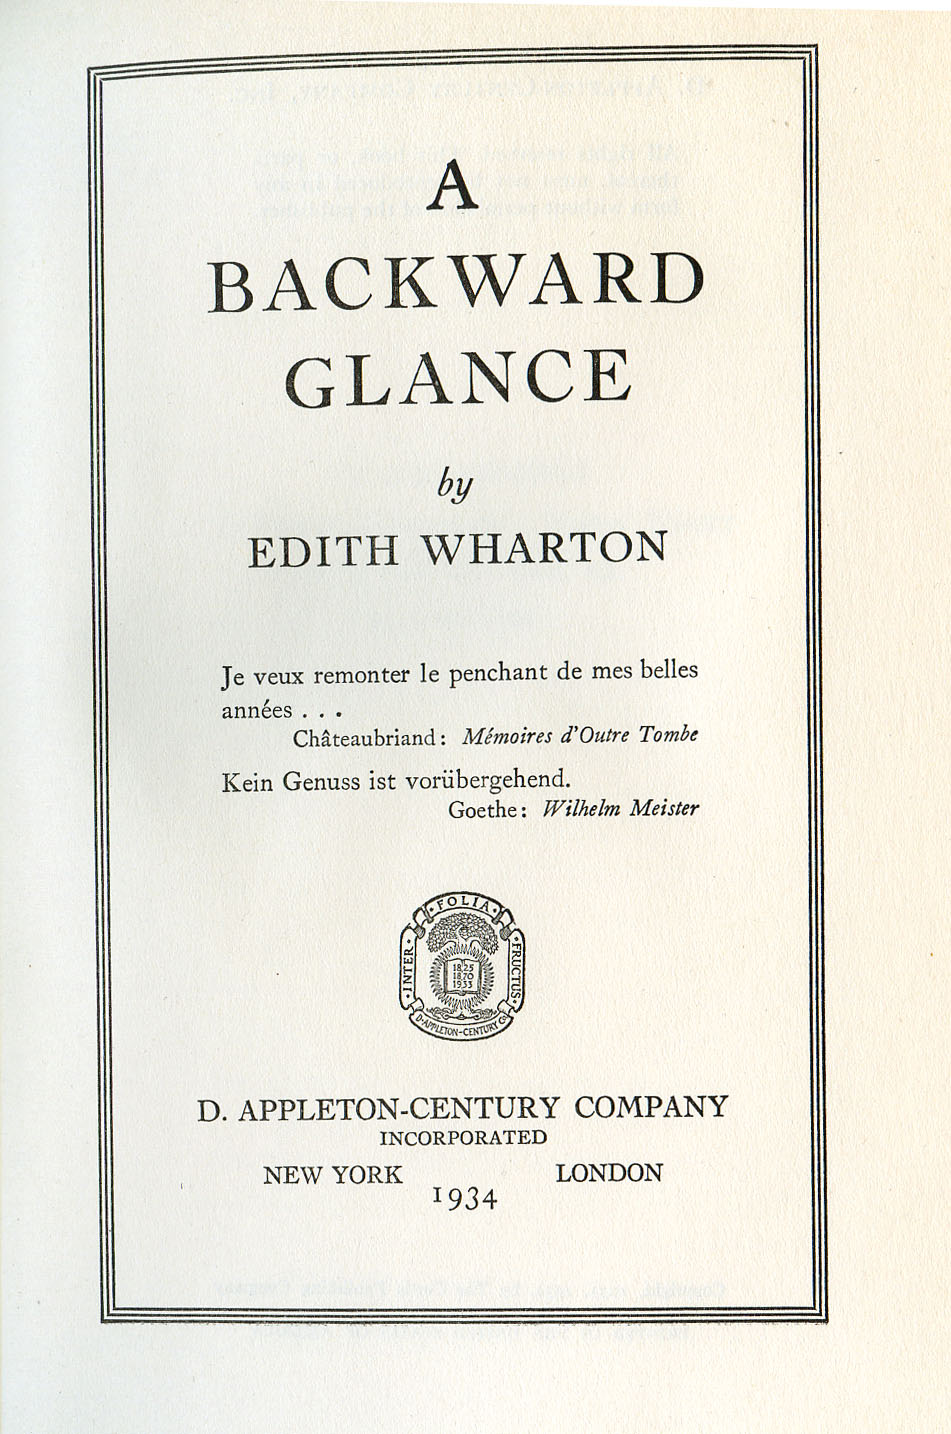 A
BACKWARD
GLANCE
by
EDITH WHARTON
Je veux remonter le penchant de mes belles
années . . .
Châteaubriand: Mémoires d'Outre Tombe
Kein Genuss ist vorübergehend.
Goethe: Wilhelm Meister
INTER · FOLIA · FRUCTUS
1825
1870
1933
D. APPLETON-CENTURY Co
D. APPLETON-CENTURY COMPANY
INCORPORATED
NEW YORK LONDON
1934